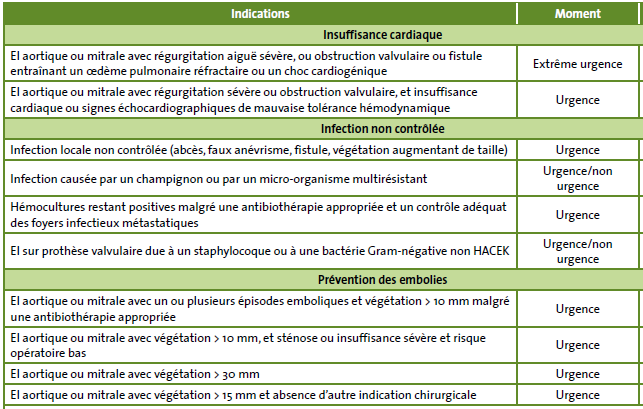 Indications Moment
Insuffisance cardiaque
EI aortique ou mitrale avec régurgitation aiguë sévère, ou obstruction valvulaire ou fistule
entraînant un œdème pulmonaire réfractaire ou un choc cardiogénique
Extrême urgence
EI aortique ou mitrale avec régurgitation sévère ou obstruction valvulaire, et insuffisance
cardiaque ou signes échocardiographiques de mauvaise tolérance hémodynamique
Urgence
Infection non contrôlée
Infection locale non contrôlée (abcès, faux anévrisme, fistule, végétation augmentant de taille) Urgence
Infection causée par un champignon ou par un micro-organisme multirésistant
Urgence/non
urgence
Hémocultures restant positives malgré une antibiothérapie appropriée et un contrôle adéquat
des foyers infectieux métastatiques
Urgence
EI sur prothèse valvulaire due à un staphylocoque ou à une bactérie Gram-négative non HACEK
Urgence/non
urgence
Prévention des embolies
EI aortique ou mitrale avec un ou plusieurs épisodes emboliques et végétation > 10 mm malgré
une antibiothérapie appropriée
Urgence
EI aortique ou mitrale avec végétation > 10 mm, et sténose ou insuffisance sévère et risque
opératoire bas
Urgence
EI aortique ou mitrale avec végétation > 30 mm Urgence
EI aortique ou mitrale avec végétation > 15 mm et absence d'autre indication chirurgicale Urgence